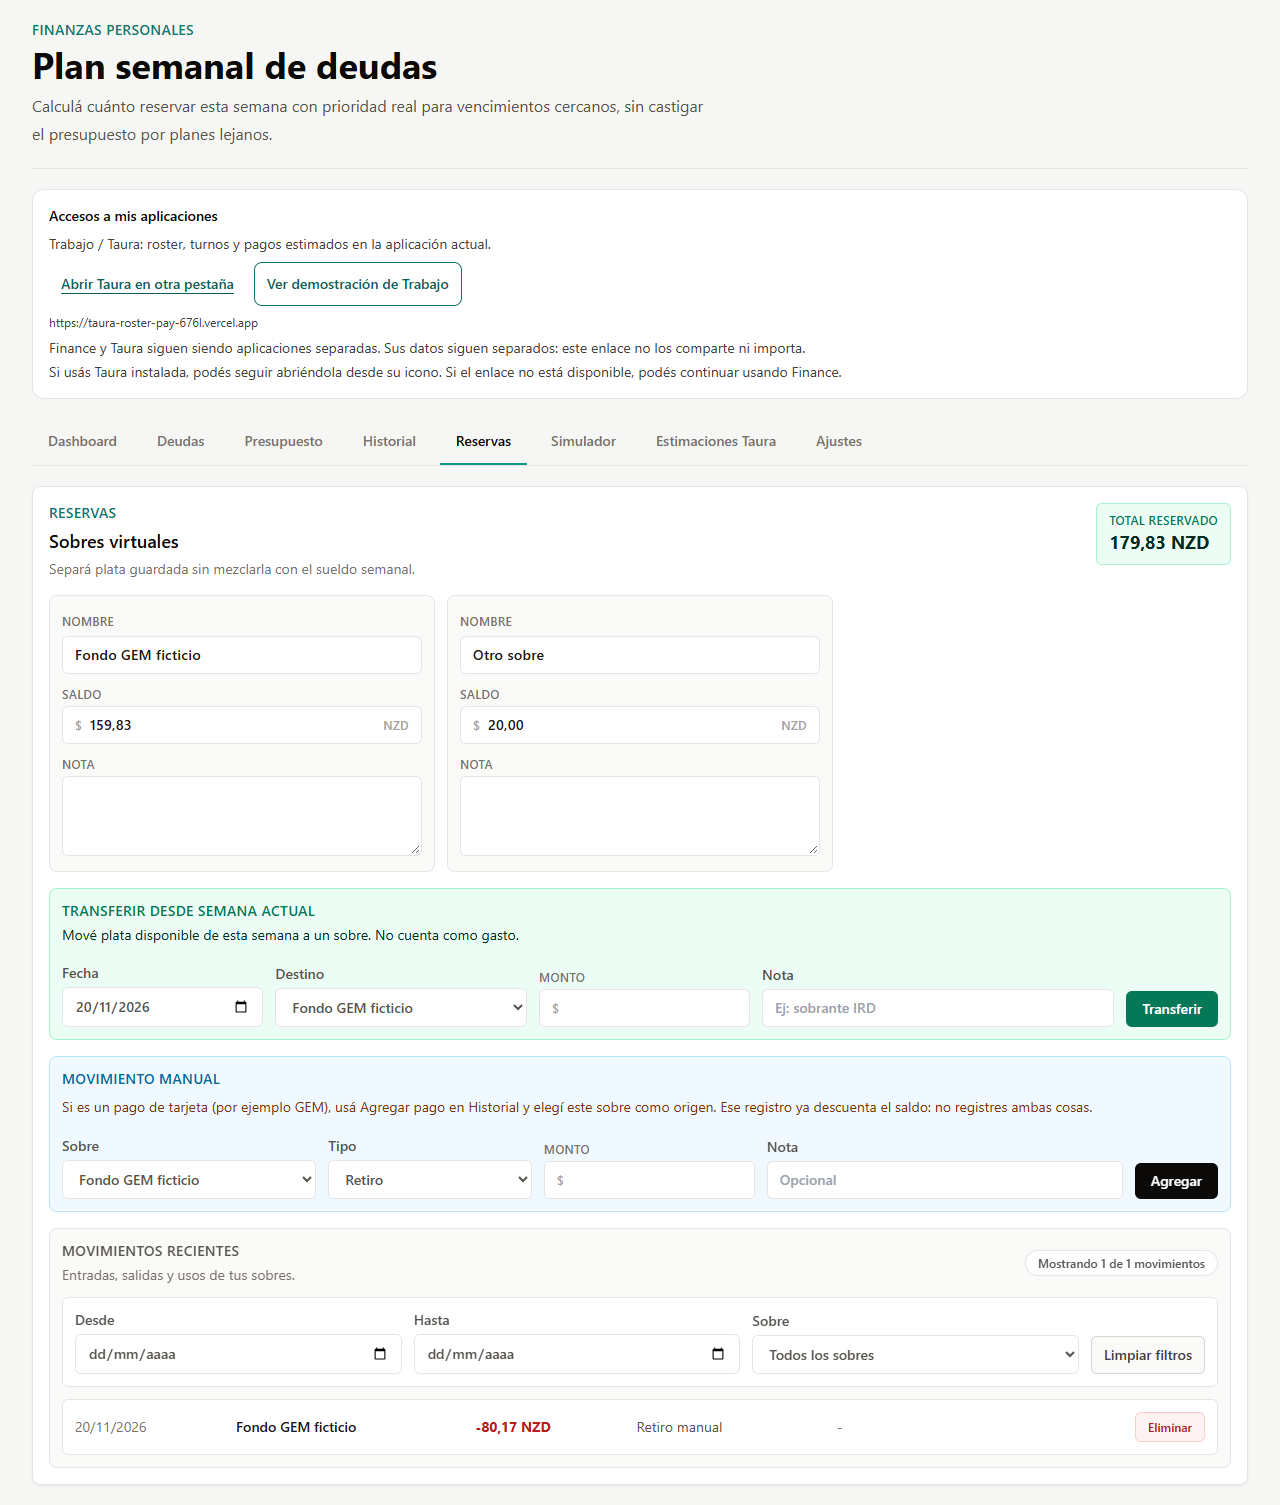 FINANZAS PERSONALES
Plan semanal de deudas
Calculá cuánto reservar esta semana con prioridad real para vencimientos cercanos, sin castigar
el presupuesto por planes lejanos.
Accesos a mis aplicaciones
Trabajo / Taura: roster, turnos y pagos estimados en la aplicación actual.
Abrir Taura en otra pestaña
Ver demostración de Trabajo
https://taura-roster-pay-676l.vercel.app
Finance y Taura siguen siendo aplicaciones separadas. Sus datos siguen separados: este enlace no los comparte ni importa.
Si usás Taura instalada, podés seguir abriéndola desde su icono. Si el enlace no está disponible, podés continuar usando Finance.
Dashboard Deudas Presupuesto Historial Reservas Simulador Estimaciones Taura Ajustes
RESERVAS
Sobres virtuales
Separá plata guardada sin mezclarla con el sueldo semanal.
TOTAL RESERVADO
179,83 NZD
NOMBRE
Fondo GEM ficticio
SALDO
$ 159,83 NZD
NOTA
NOMBRE
Otro sobre
SALDO
$ 20,00 NZD
NOTA
TRANSFERIR DESDE SEMANA ACTUAL
Mové plata disponible de esta semana a un sobre. No cuenta como gasto.
Fecha Destino MONTO Nota
20/11/2026 Fondo GEM ficticio $ Ej: sobrante IRD Transferir
MOVIMIENTO MANUAL
Si es un pago de tarjeta (por ejemplo GEM), usá Agregar pago en Historial y elegí este sobre como origen. Ese registro ya descuenta el saldo: no registres ambas cosas.
Sobre Tipo MONTO Nota
Fondo GEM ficticio Retiro $ Opcional Agregar
MOVIMIENTOS RECIENTES
Entradas, salidas y usos de tus sobres.
Mostrando 1 de 1 movimientos
Desde Hasta Sobre
dd/mm/aaaa dd/mm/aaaa Todos los sobres Limpiar filtros
20/11/2026 Fondo GEM ficticio -80,17 NZD Retiro manual - Eliminar